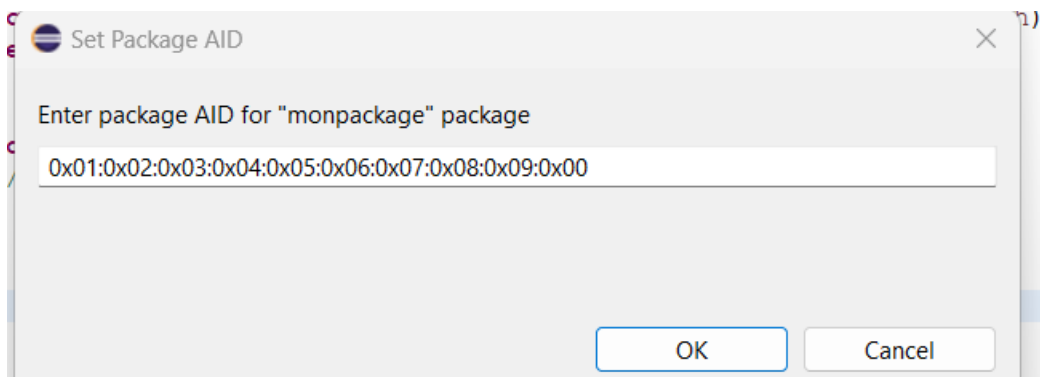 Set Package AID
Enter package AID for "monpackage" package
0x01:0x02:0x03:0x04:0x05:0x06:0x07:0x08:0x09:0x00
OK
Cancel